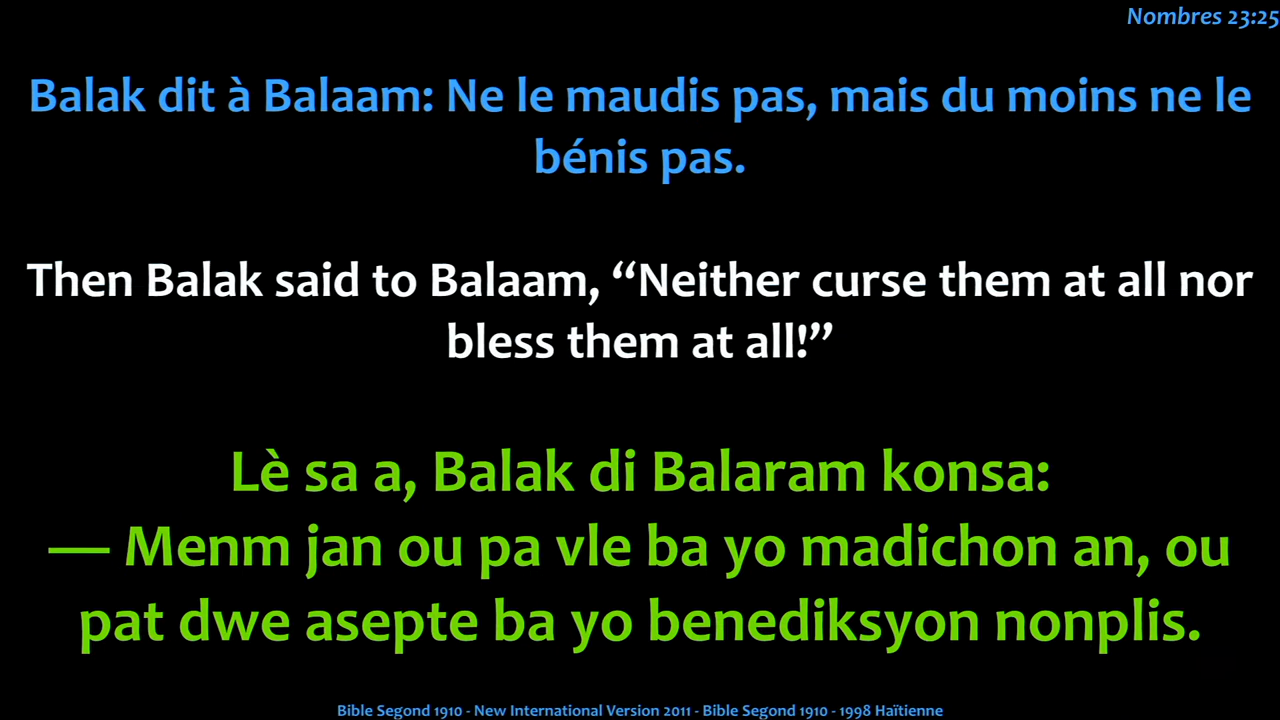 Nombres 23:25
Balak dit à Balaam: Ne le maudis pas, mais du moins ne le
bénis pas.
Then Balak said to Balaam, “Neither curse them at all nor
bless them at all!”
Lè sa a, Balak di Balaram konsa:
— Menm jan ou pa vle ba yo madichon an, ou
pat dwe asepte ba yo benediksyon nonplis.
Bible Segond 1910 - New International Version 2011 - Bible Segond 1910 - 1998 Haïtienne